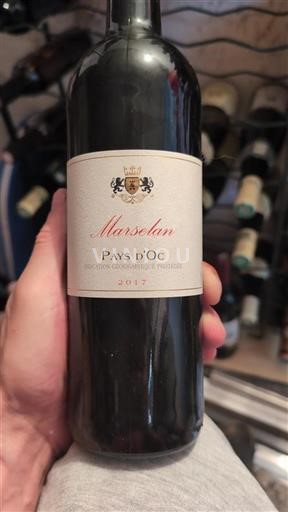 Marselan
PAYS D'OC
INDICATION GÉOGRAPHIQUE PROTÉGÉE
2017